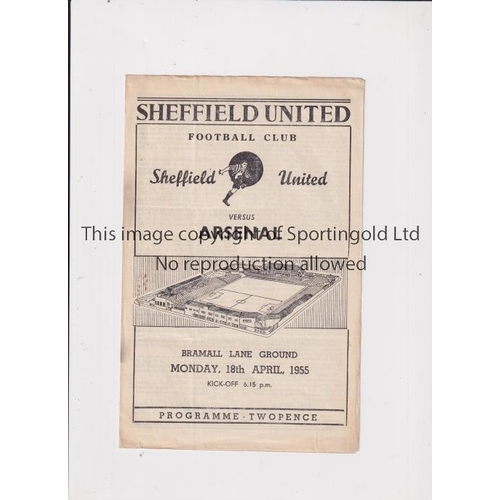 SHEFFIELD UNITED
FOOTBALL CLUB
Sheffield United
VERSUS
ARSENAL
This image copyright of Sportingold Ltd
No reproduction allowed
BRAMALL LANE GROUND
MONDAY, 18th APRIL, 1955
KICK-OFF 6.15 p.m.
PROGRAMME - TWOPENCE